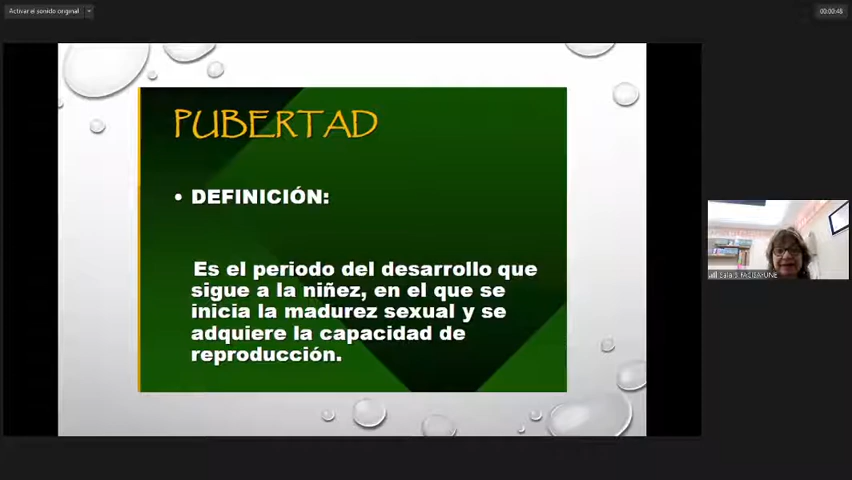 Activar el sonido original
00:00:45
PUBERTAD
• DEFINICIÓN:
Es el periodo del desarrollo que
sigue a la niñez, en el que se
inicia la madurez sexual y se
adquiere la capacidad de
reproducción.